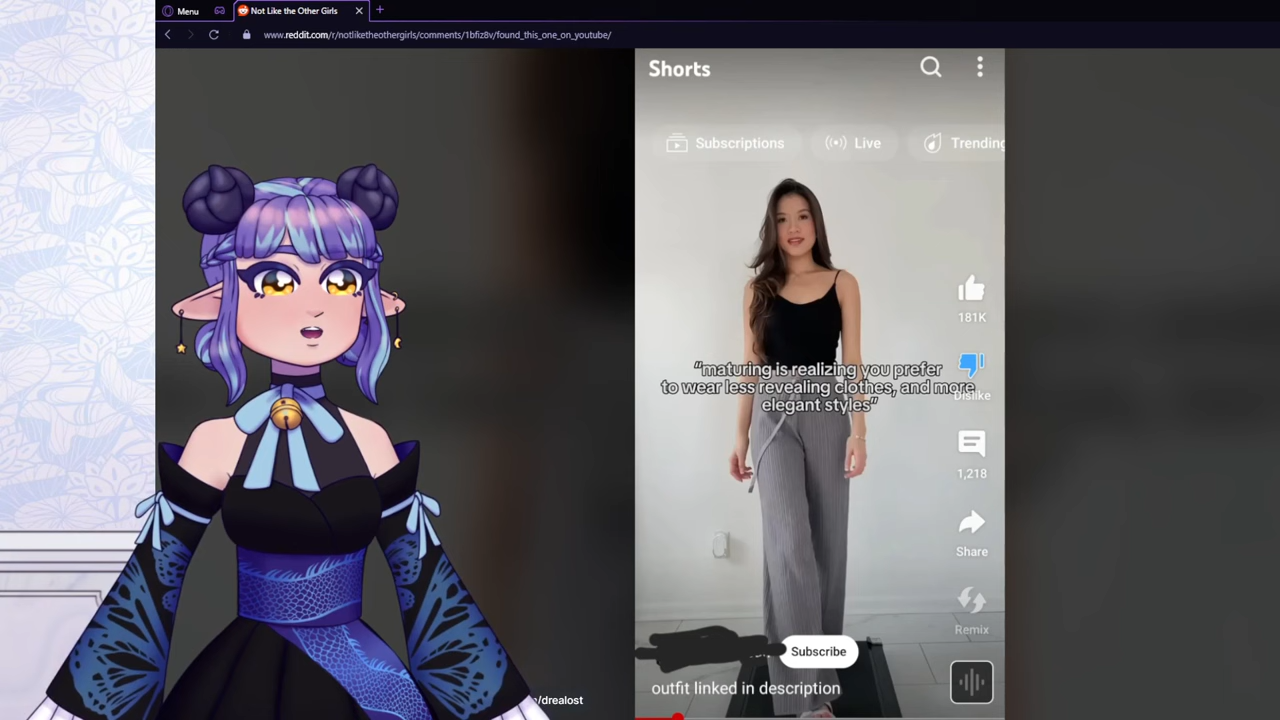 Menu
Not Like the Other Girls
www.reddit.com/r/notliketheothergirls/comments/1bfiz8v/found_this_one_on_youtube/
Shorts
Subscriptions
Live
Trending
181K
“maturing is realizing you prefer
to wear less revealing clothes, and more
elegant styles”
Dislike
1,218
Share
Remix
Subscribe
outfit linked in description
/drealost